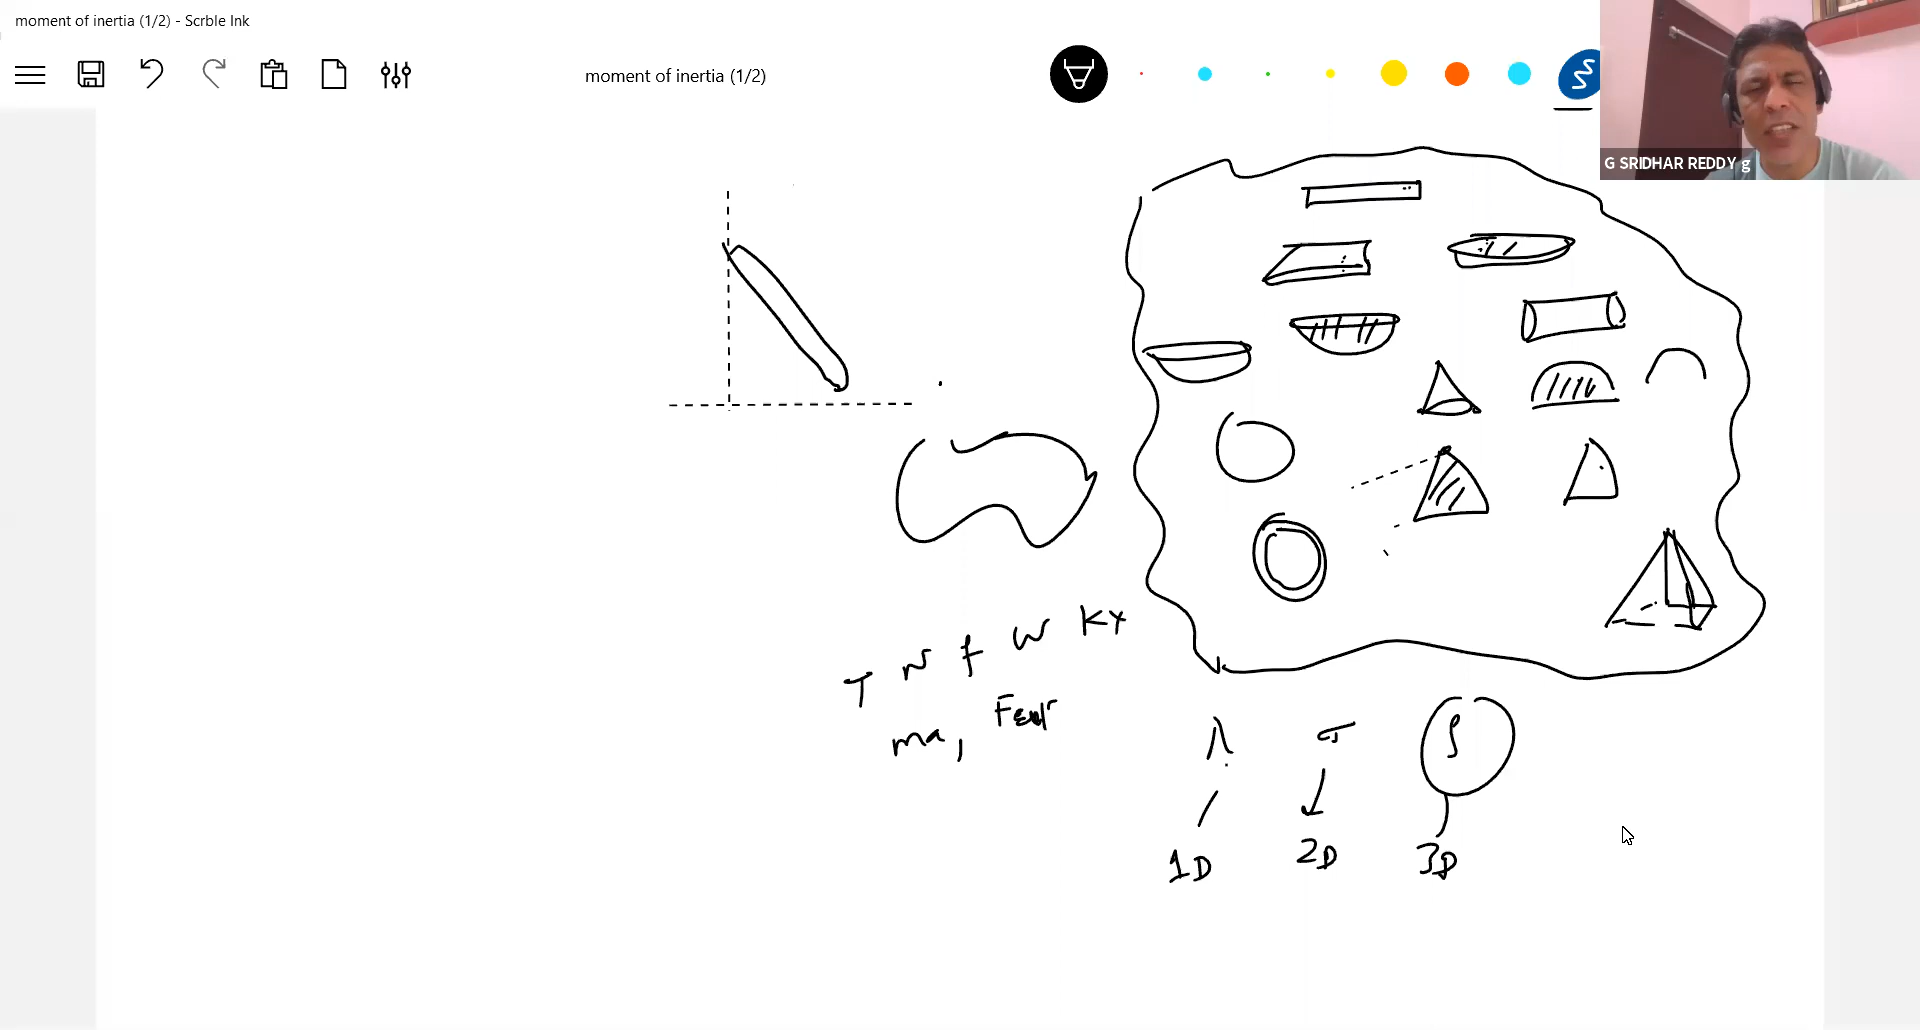 moment of inertia (1/2) - Scrble Ink
moment of inertia (1/2)
G SRIDHAR REDDY g
T N f W Kx
ma, Fext
λ σ ρ
1D 2D 3D